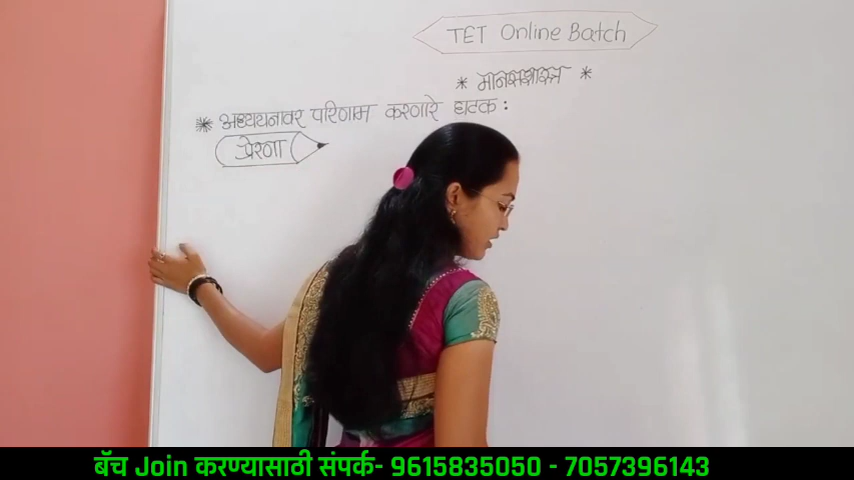 TET Online Batch
* मानसशास्त्र *
* अध्ययनावर परिणाम करणारे घटक :
प्रेरणा
बॅच Join करण्यासाठी संपर्क- 9615835050 - 7057396143